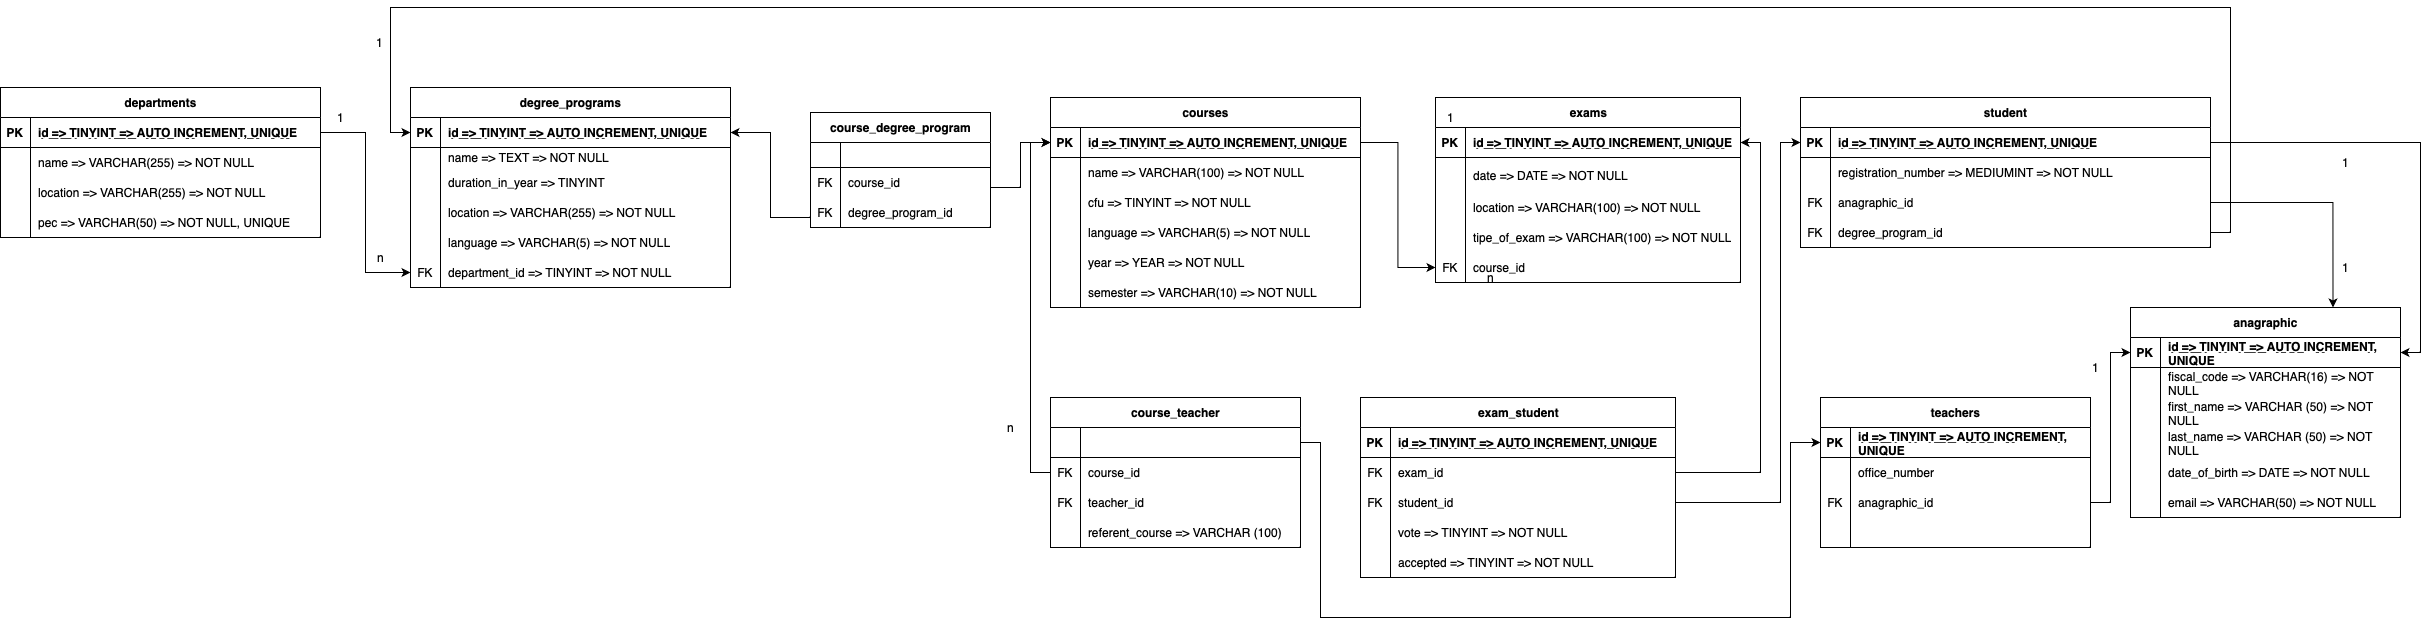 departments
PK id => TINYINT => AUTO INCREMENT, UNIQUE
name => VARCHAR(255) => NOT NULL
location => VARCHAR(255) => NOT NULL
pec => VARCHAR(50) => NOT NULL, UNIQUE
1
n
1
degree_programs
PK id => TINYINT => AUTO INCREMENT, UNIQUE
name => TEXT => NOT NULL
duration_in_year => TINYINT
location => VARCHAR(255) => NOT NULL
language => VARCHAR(5) => NOT NULL
FK department_id => TINYINT => NOT NULL
course_degree_program
FK course_id
FK degree_program_id
courses
PK id => TINYINT => AUTO INCREMENT, UNIQUE
name => VARCHAR(100) => NOT NULL
cfu => TINYINT => NOT NULL
language => VARCHAR(5) => NOT NULL
year => YEAR => NOT NULL
semester => VARCHAR(10) => NOT NULL
exams
1
PK id => TINYINT => AUTO INCREMENT, UNIQUE
date => DATE => NOT NULL
location => VARCHAR(100) => NOT NULL
tipe_of_exam => VARCHAR(100) => NOT NULL
FK course_id
n
student
PK id => TINYINT => AUTO INCREMENT, UNIQUE
registration_number => MEDIUMINT => NOT NULL
FK anagraphic_id
FK degree_program_id
1
1
n
course_teacher
FK course_id
FK teacher_id
referent_course => VARCHAR (100)
exam_student
PK id => TINYINT => AUTO INCREMENT, UNIQUE
FK exam_id
FK student_id
vote => TINYINT => NOT NULL
accepted => TINYINT => NOT NULL
teachers
PK id => TINYINT => AUTO INCREMENT,
UNIQUE
office_number
FK anagraphic_id
1
anagraphic
PK id => TINYINT => AUTO INCREMENT,
UNIQUE
fiscal_code => VARCHAR(16) => NOT
NULL
first_name => VARCHAR (50) => NOT
NULL
last_name => VARCHAR (50) => NOT
NULL
date_of_birth => DATE => NOT NULL
email => VARCHAR(50) => NOT NULL